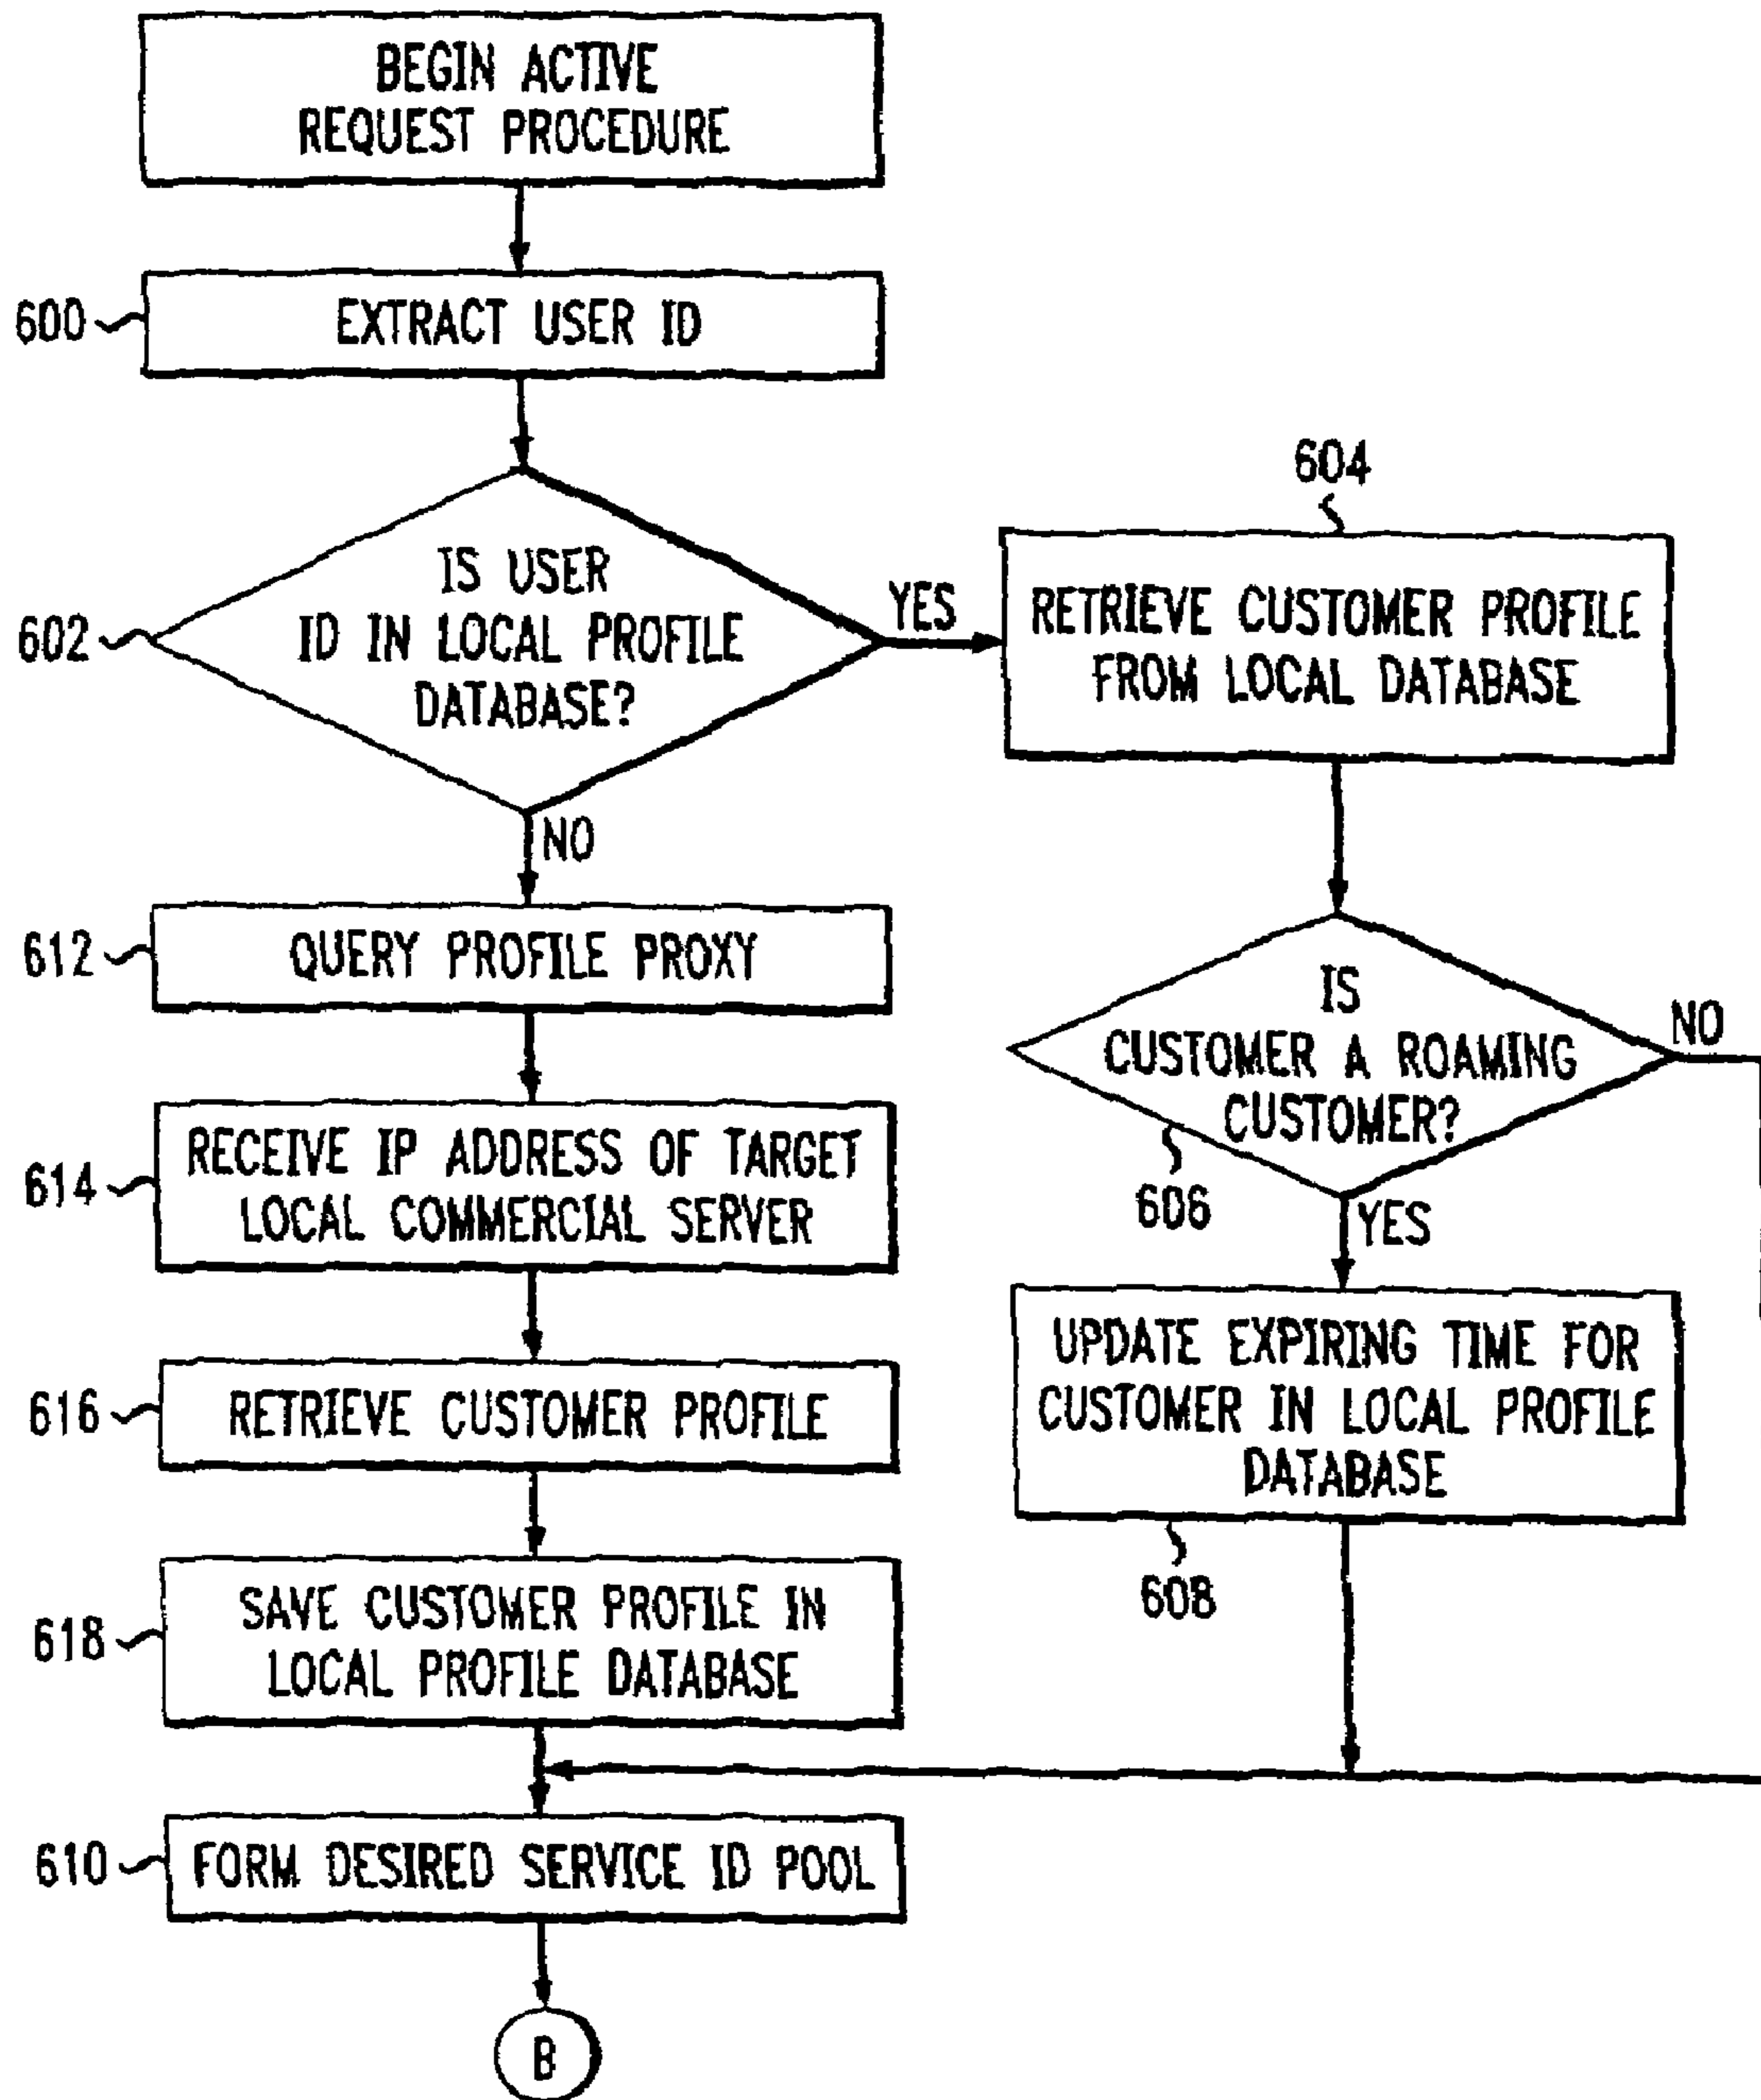 BEGIN ACTIVE
REQUEST PROCEDURE
600
EXTRACT USER ID
602
IS USER
ID IN LOCAL PROFILE
DATABASE?
YES
NO
604
RETRIEVE CUSTOMER PROFILE
FROM LOCAL DATABASE
IS
CUSTOMER A ROAMING
CUSTOMER?
NO
606
YES
UPDATE EXPIRING TIME FOR
CUSTOMER IN LOCAL PROFILE
DATABASE
608
612
QUERY PROFILE PROXY
614
RECEIVE IP ADDRESS OF TARGET
LOCAL COMMERCIAL SERVER
616
RETRIEVE CUSTOMER PROFILE
618
SAVE CUSTOMER PROFILE IN
LOCAL PROFILE DATABASE
610
FORM DESIRED SERVICE ID POOL
B